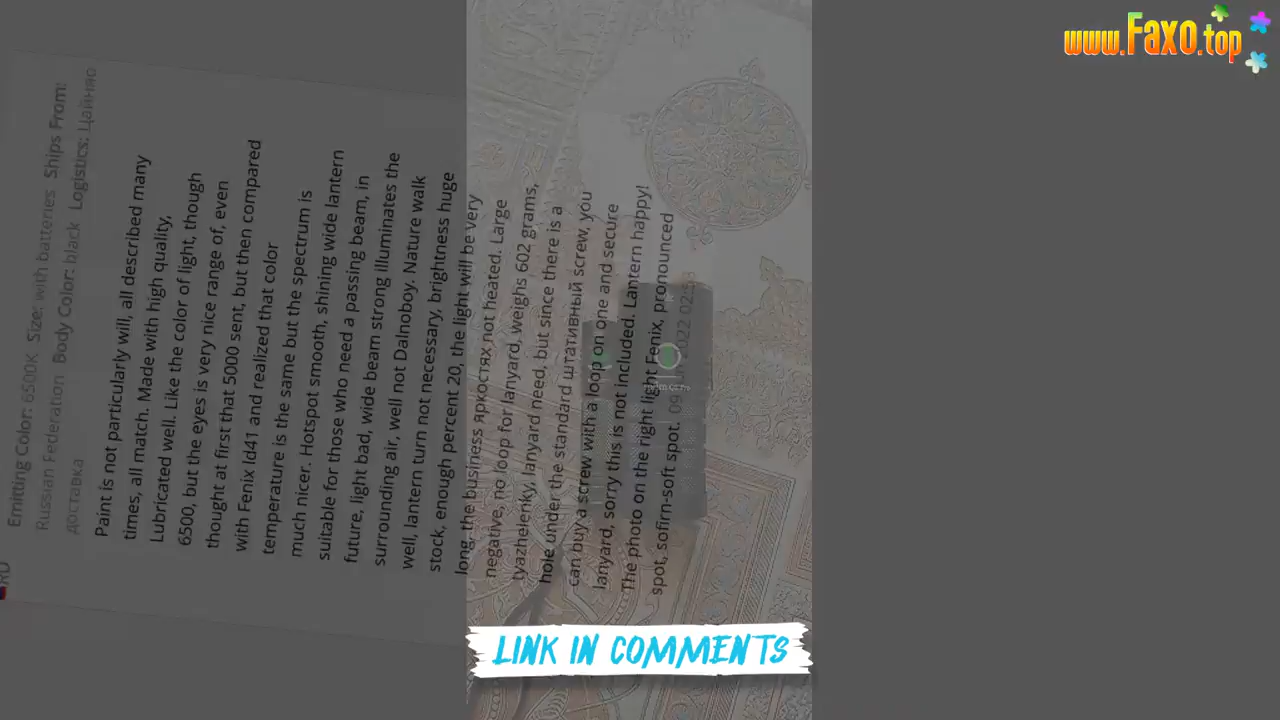 www.Faxo.top
Emitting Color: 6500K Size: with batteries Ships From:
Russian Federation Body Color: black Logistics: Цайняо
доставка
Paint is not particularly will, all described many
times, all match. Made with high quality,
Lubricated well. Like the color of light, though
6500, but the eyes is very nice range of, even
thought at first that 5000 sent, but then compared
with Fenix ld41 and realized that color
temperature is the same but the spectrum is
much nicer. Hotspot smooth, shining wide lantern
suitable for those who need a passing beam, in
future, light bad, wide beam strong illuminates the
surrounding air, well not Dalnoboy. Nature walk
well, lantern turn not necessary, brightness huge
stock, enough percent 20, the light will be very
long, the business яркостях not heated. Large
negative, no loop for lanyard, weighs 602 grams,
tyazhelenky, lanyard need, but since there is a
hole under the standard штативный screw, you
can buy a screw with a loop on one and secure
lanyard, sorry this is not included. Lantern happy!
The photo on the right light Fenix, pronounced
spot, sofirn-soft spot. 09 2022 02:
LINK IN COMMENTS